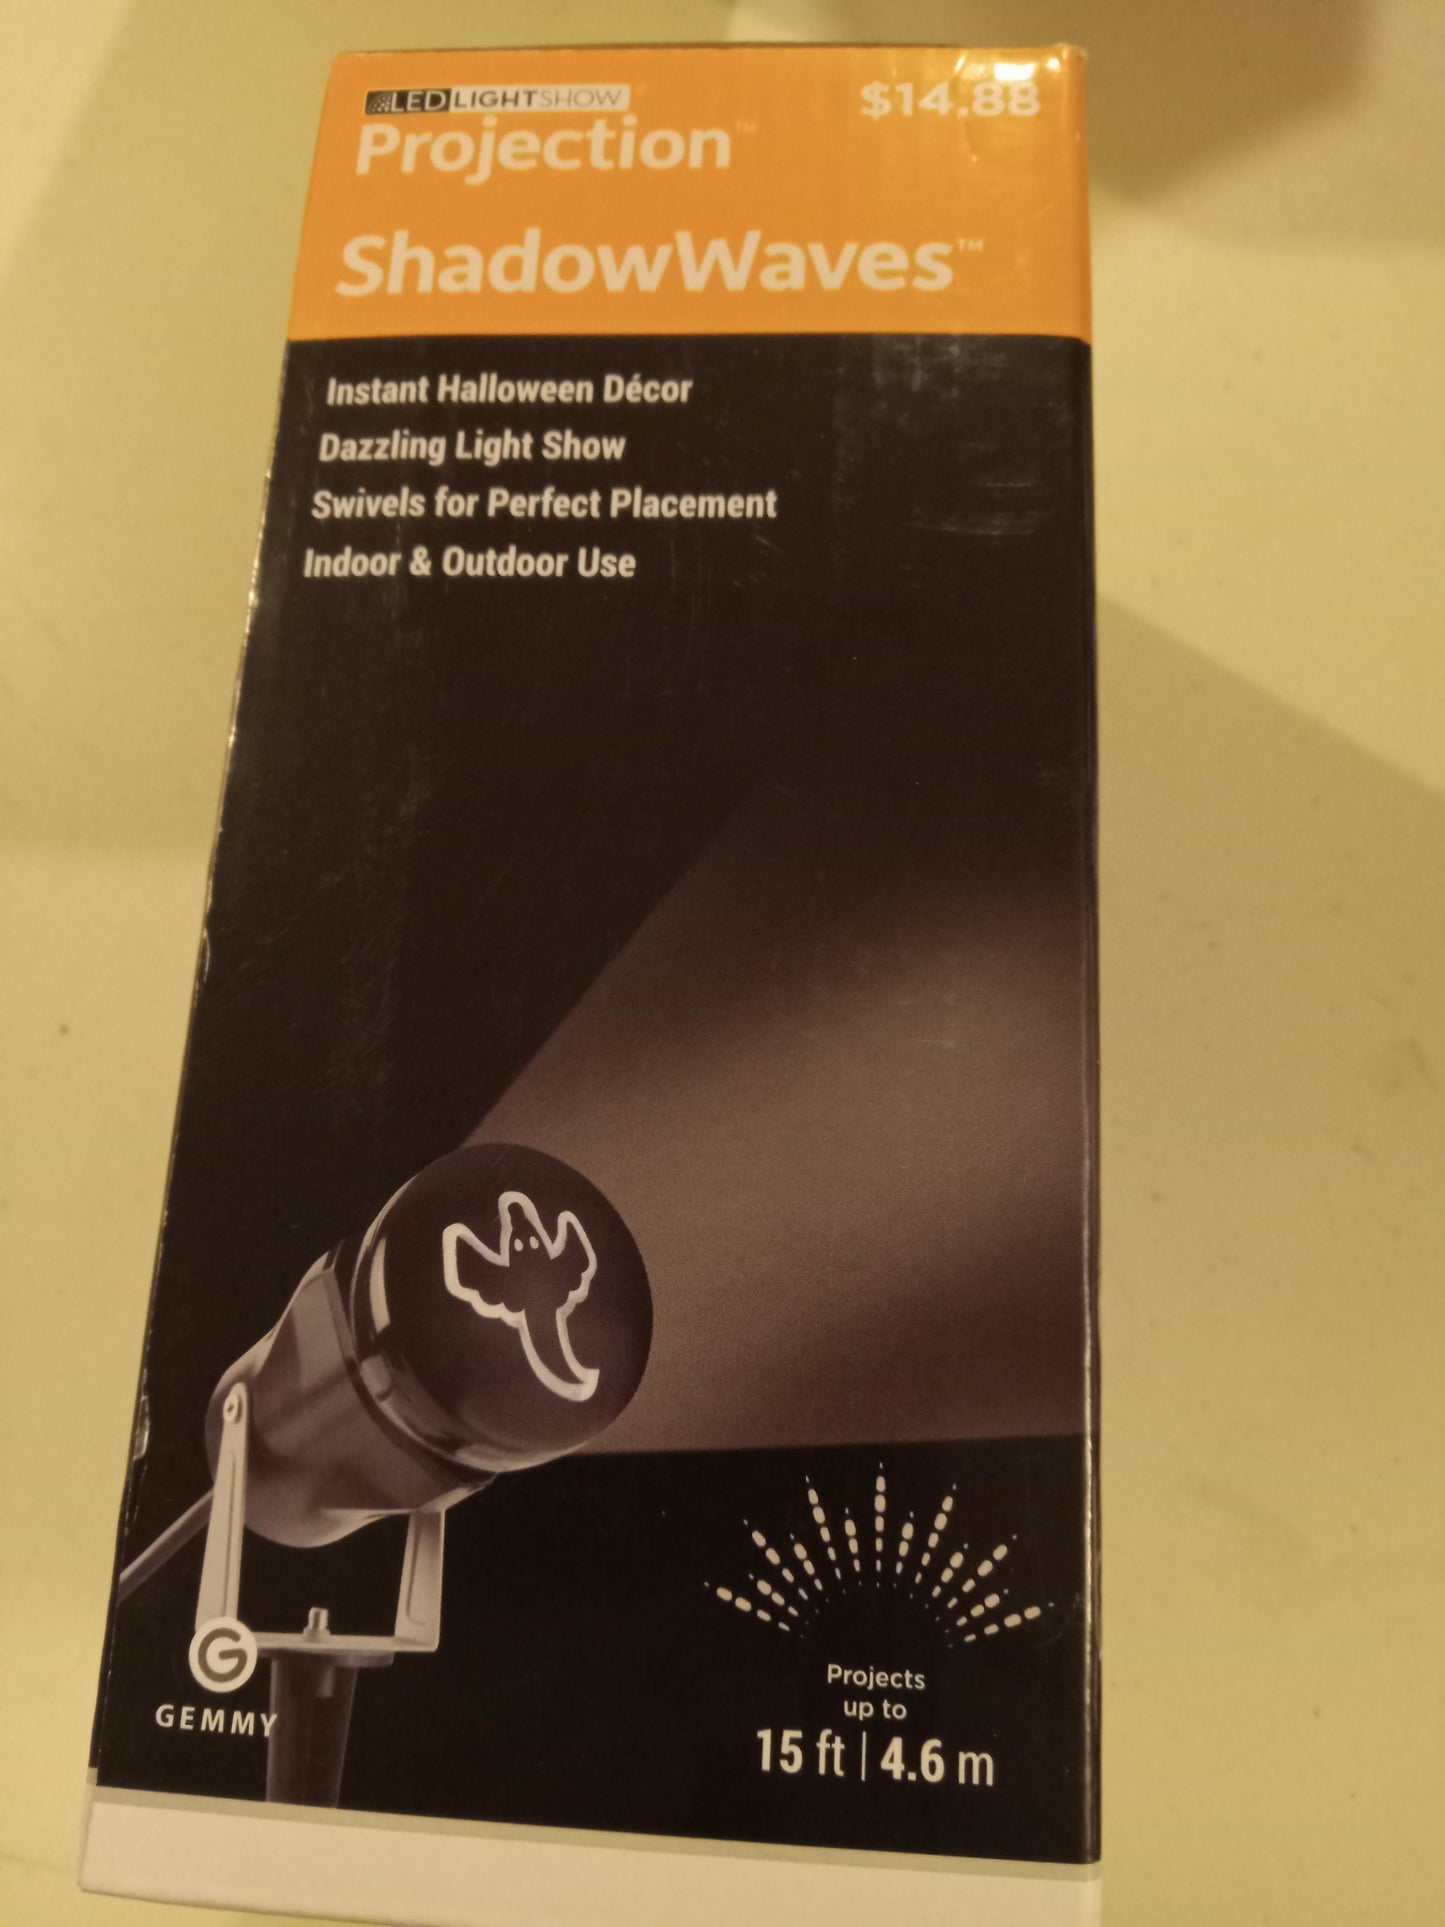 LED LIGHTSHOW
$14.88
Projection™
ShadowWaves™
Instant Halloween Décor
Dazzling Light Show
Swivels for Perfect Placement
Indoor & Outdoor Use
G
GEMMY
Projects
up to
15 ft | 4.6 m